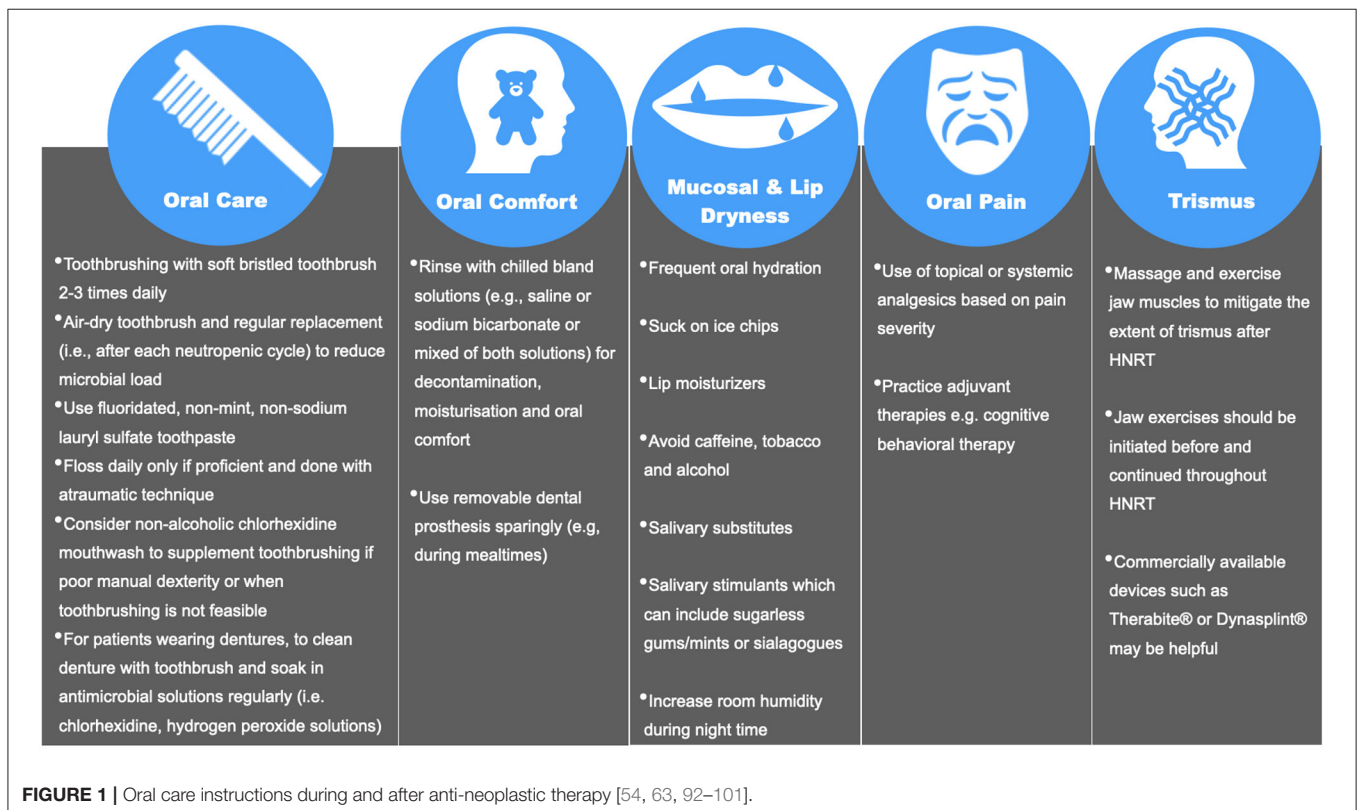 Oral Care
•Toothbrushing with soft bristled toothbrush
2-3 times daily
•Air-dry toothbrush and regular replacement
(i.e., after each neutropenic cycle) to reduce
microbial load
•Use fluoridated, non-mint, non-sodium
lauryl sulfate toothpaste
•Floss daily only if proficient and done with
atraumatic technique
•Consider non-alcoholic chlorhexidine
mouthwash to supplement toothbrushing if
poor manual dexterity or when
toothbrushing is not feasible
•For patients wearing dentures, to clean
denture with toothbrush and soak in
antimicrobial solutions regularly (i.e.
chlorhexidine, hydrogen peroxide solutions)
Oral Comfort
•Rinse with chilled bland
solutions (e.g., saline or
sodium bicarbonate or
mixed of both solutions) for
decontamination,
moisturisation and oral
comfort
•Use removable dental
prosthesis sparingly (e.g,
during mealtimes)
Mucosal & Lip
Dryness
•Frequent oral hydration
•Suck on ice chips
•Lip moisturizers
•Avoid caffeine, tobacco
and alcohol
•Salivary substitutes
•Salivary stimulants which
can include sugarless
gums/mints or sialagogues
•Increase room humidity
during night time
Oral Pain
•Use of topical or systemic
analgesics based on pain
severity
•Practice adjuvant
therapies e.g. cognitive
behavioral therapy
Trismus
•Massage and exercise
jaw muscles to mitigate the
extent of trismus after
HNRT
•Jaw exercises should be
initiated before and
continued throughout
HNRT
•Commercially available
devices such as
Therabite® or Dynasplint®
may be helpful
FIGURE 1 | Oral care instructions during and after anti-neoplastic therapy [54, 63, 92–101].